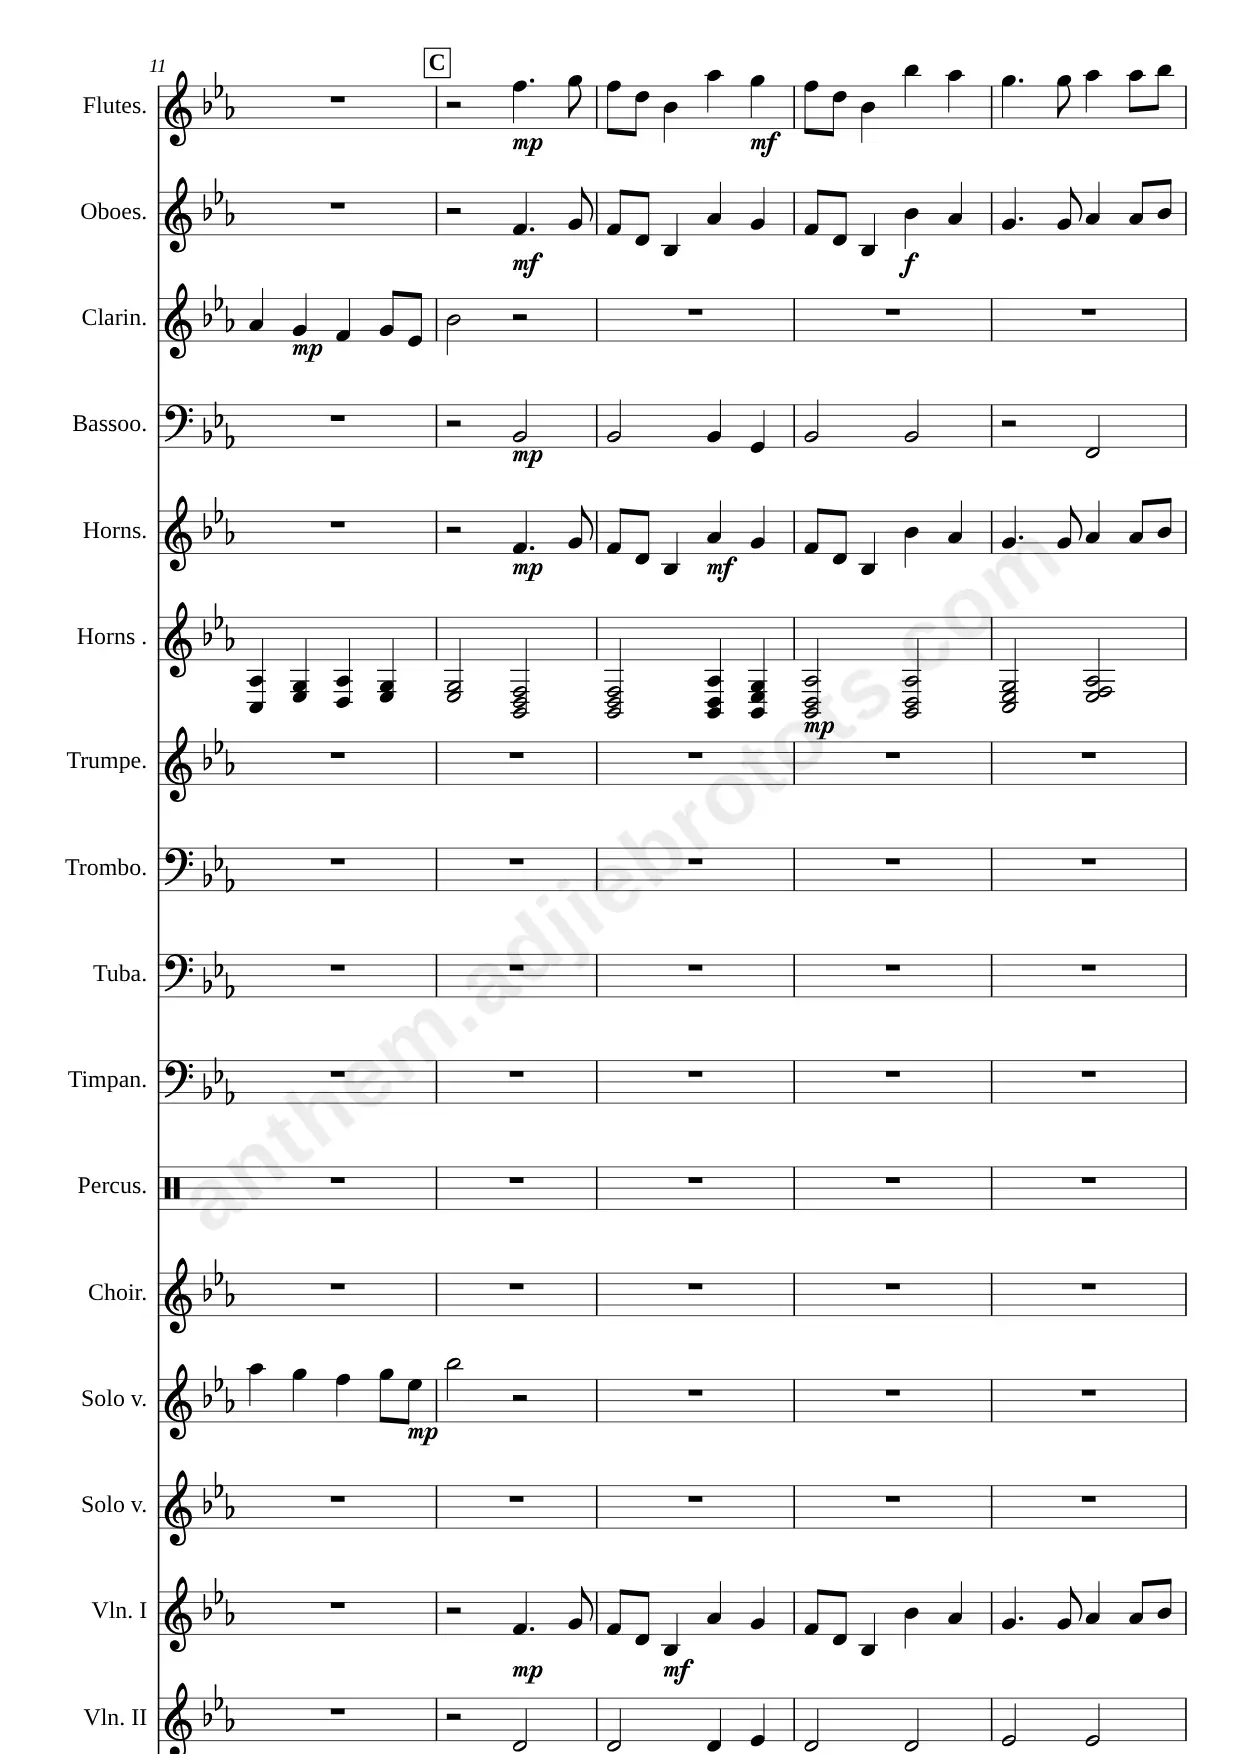 11
C
Flutes.
mp
mf
Oboes.
mf
f
Clarin.
mp
Bassoo.
mp
Horns.
mp
mf
Horns .
mp
Trumpe.
Trombo.
Tuba.
Timpan.
Percus.
Choir.
Solo v.
mp
Solo v.
Vln. I
mp
mf
Vln. II
anthem.adjiebrotots.com